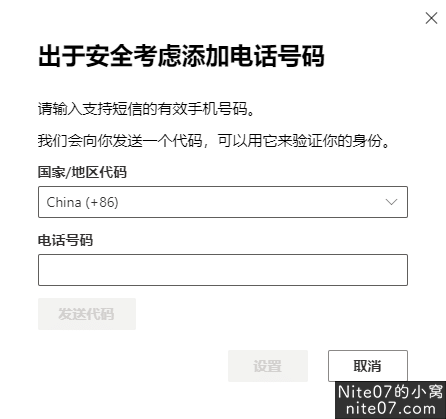 出于安全考虑添加电话号码
请输入支持短信的有效手机号码。
我们会向你发送一个代码，可以用它来验证你的身份。
国家/地区代码
China (+86)
电话号码
发送代码
设置
取消
Nite07的小窝
nite07.com